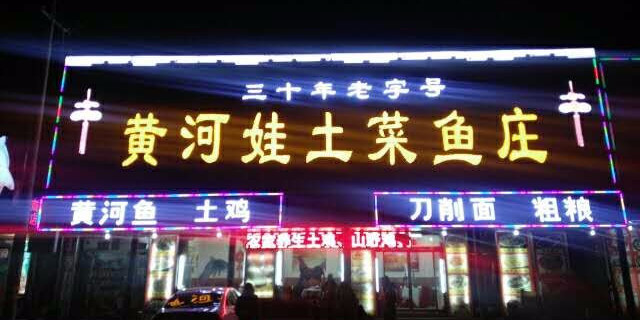 三十年老字号
黄河娃土菜鱼庄
黄河鱼 土鸡
刀削面 粗粮